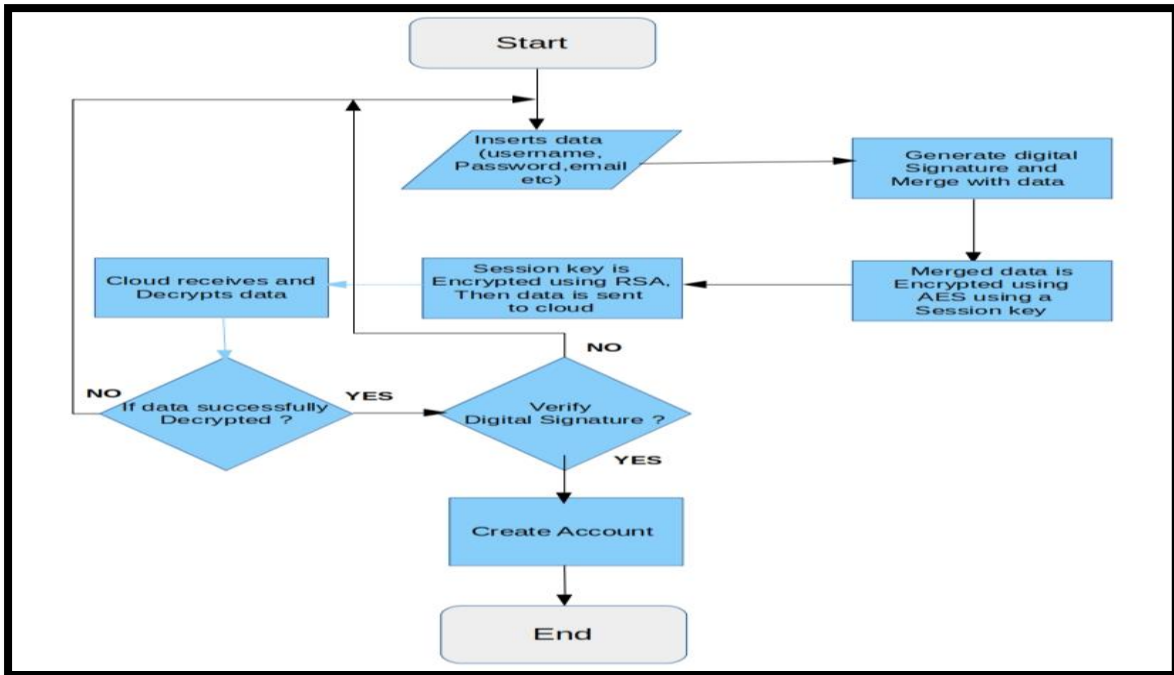 Start
Inserts data
(username,
Password,email
etc)
Generate digital
Signature and
Merge with data
Merged data is
Encrypted using
AES using a
Session key
Session key is
Encrypted using RSA,
Then data is sent
to cloud
Cloud receives and
Decrypts data
If data successfully
Decrypted ?
NO
YES
Verify
Digital Signature ?
NO
YES
Create Account
End